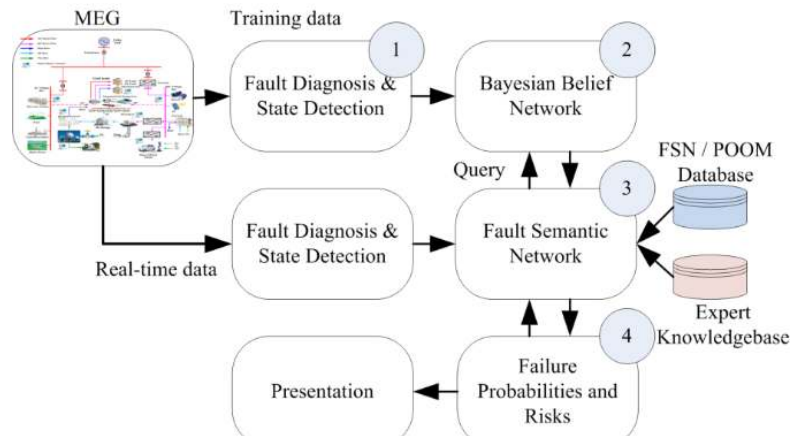 MEG
Training data
1
Fault Diagnosis &
State Detection
2
Bayesian Belief
Network
Query
FSN / POOM
Database
3
Fault Diagnosis &
State Detection
Fault Semantic
Network
Real-time data
Expert
Knowledgebase
4
Presentation
Failure
Probabilities and
Risks